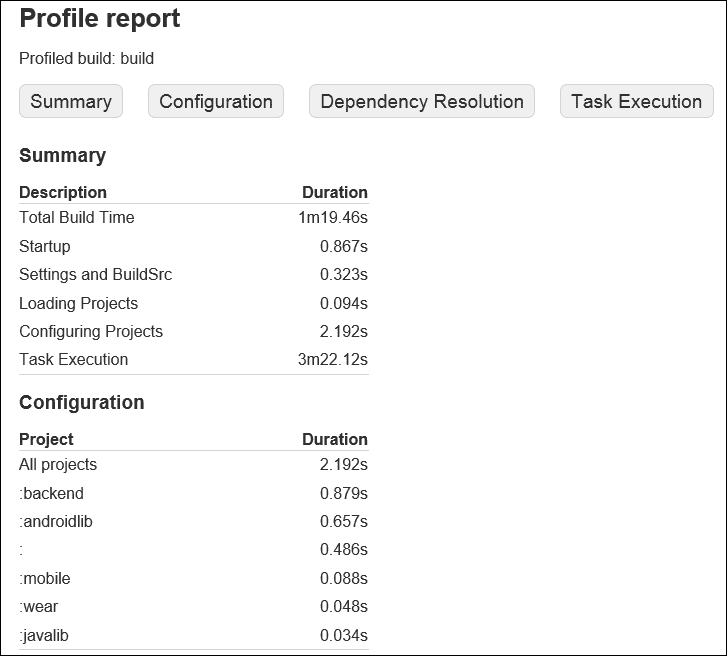 Profile report
Profiled build: build
Summary Configuration Dependency Resolution Task Execution
Summary
Description Duration
Total Build Time 1m19.46s
Startup 0.867s
Settings and BuildSrc 0.323s
Loading Projects 0.094s
Configuring Projects 2.192s
Task Execution 3m22.12s
Configuration
Project Duration
All projects 2.192s
:backend 0.879s
:androidlib 0.657s
: 0.486s
:mobile 0.088s
:wear 0.048s
:javalib 0.034s